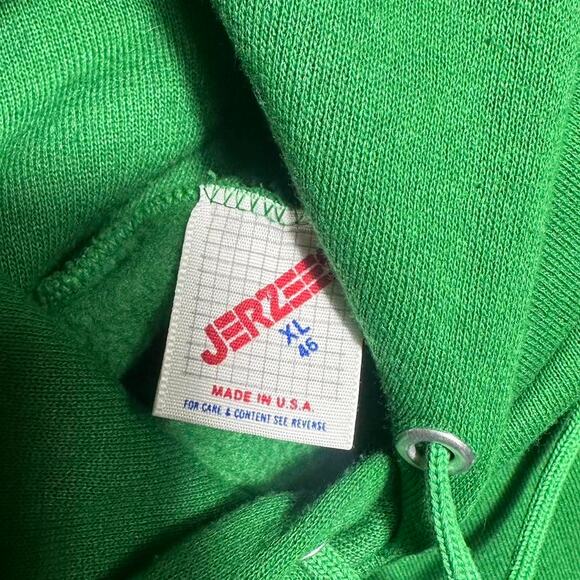 JERZEES
XL
46
MADE IN U.S.A.
FOR CARE & CONTENT SEE REVERSE